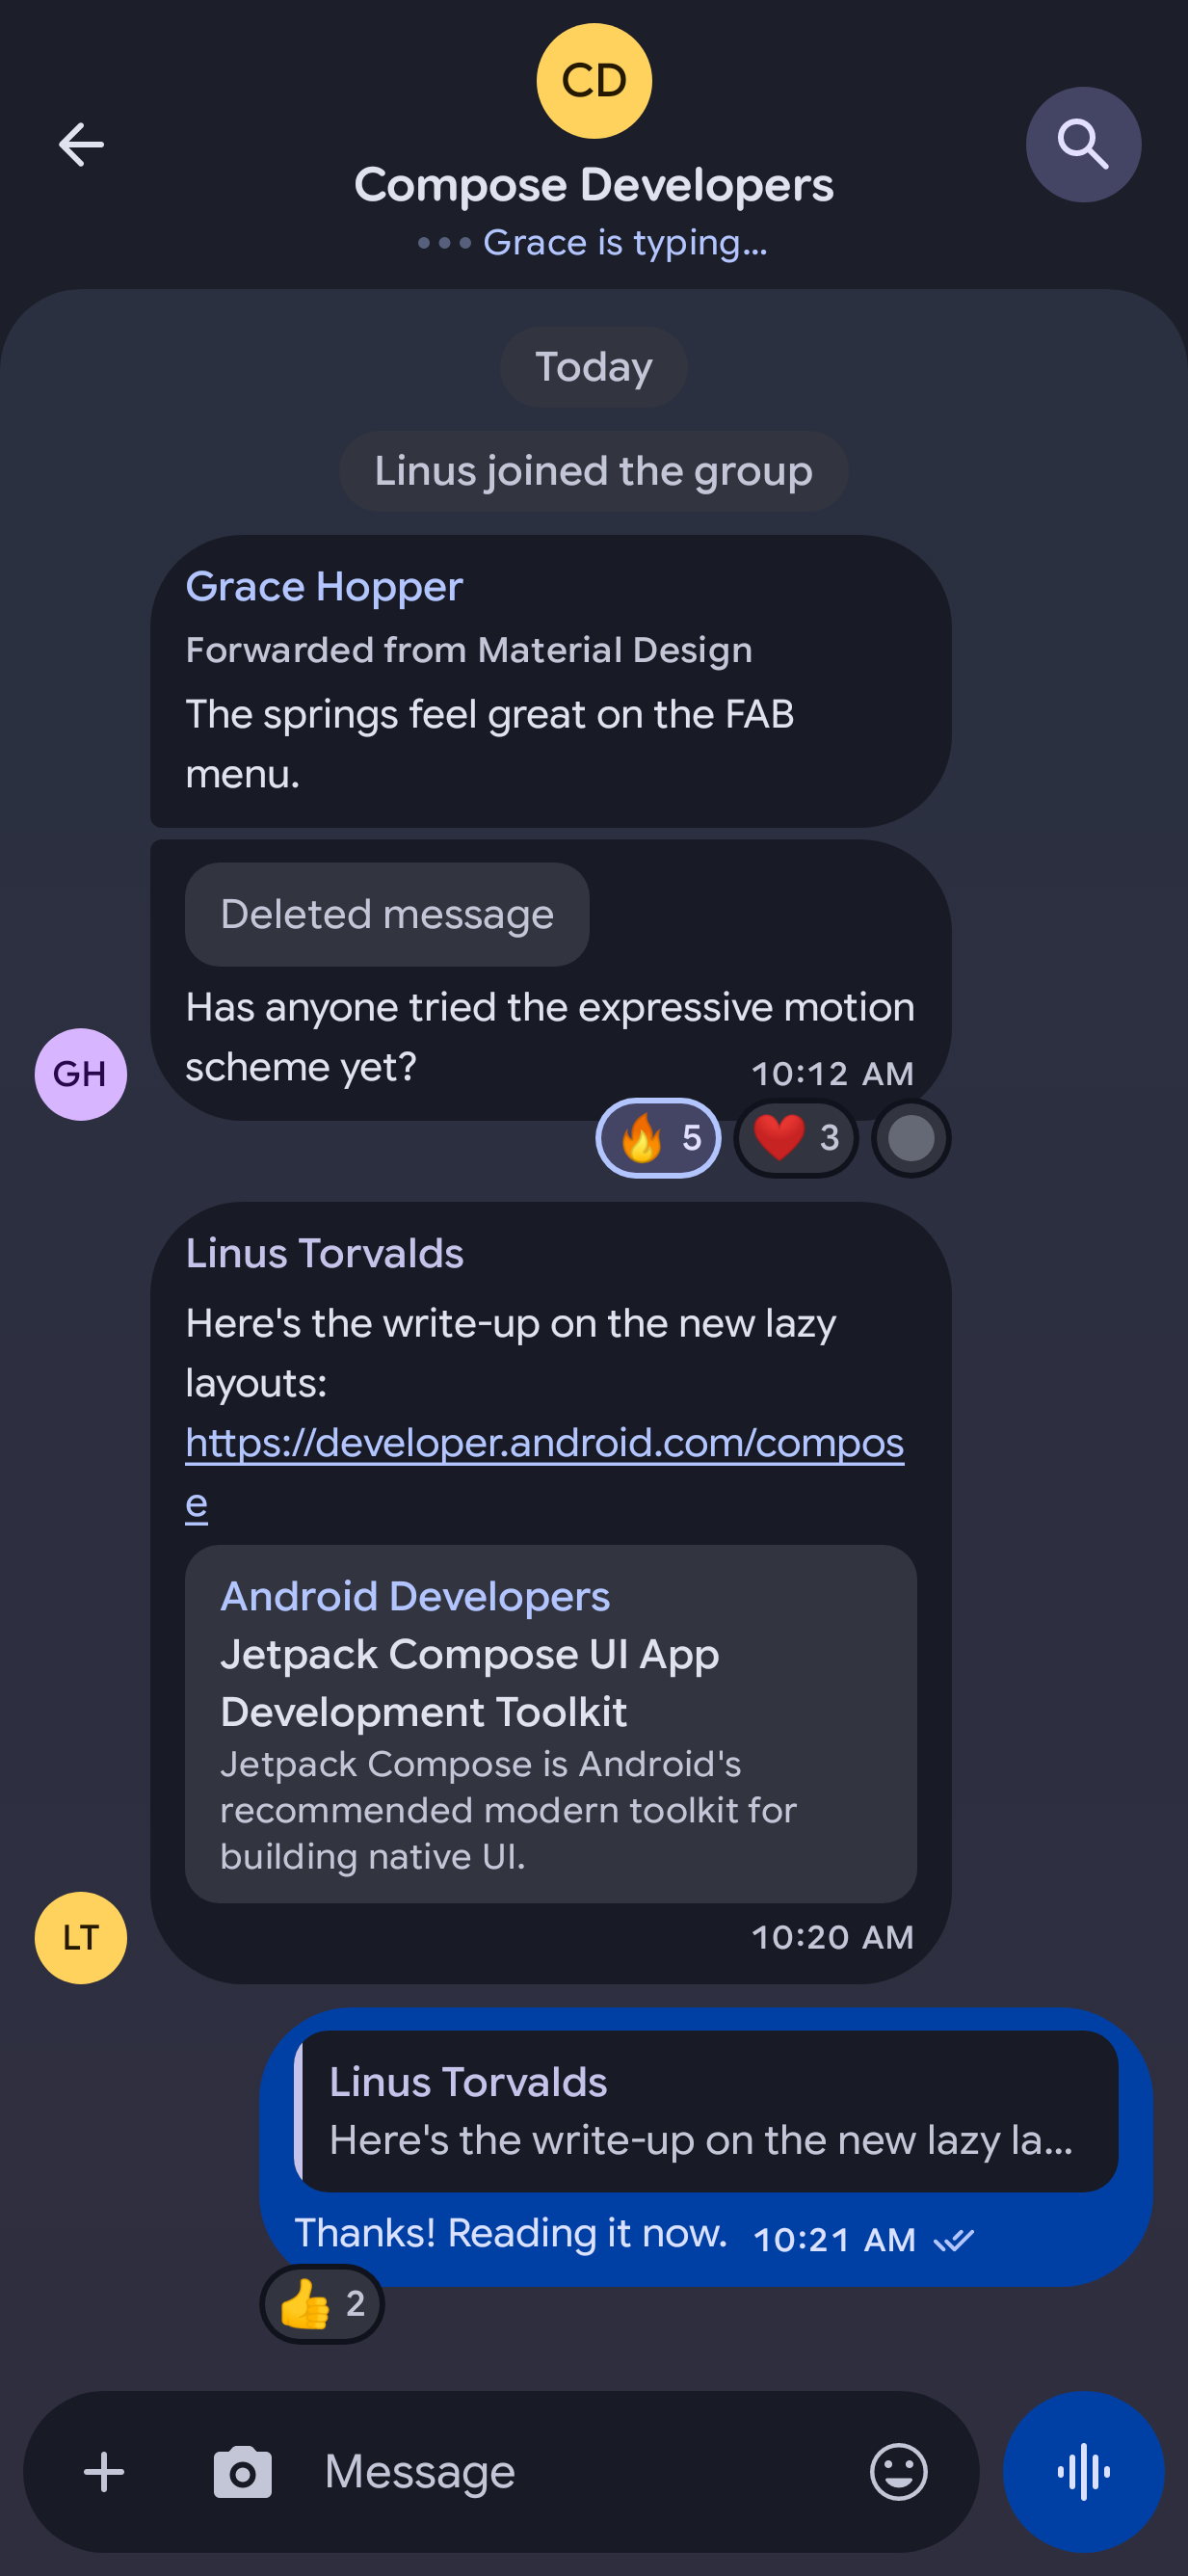 CD
Compose Developers
Grace is typing...
Today
Linus joined the group
Grace Hopper
Forwarded from Material Design
The springs feel great on the FAB
menu.
Deleted message
Has anyone tried the expressive motion
scheme yet?
10:12 AM
GH
🔥 5
❤️ 3
Linus Torvalds
Here's the write-up on the new lazy
layouts:
https://developer.android.com/compos
e
Android Developers
Jetpack Compose UI App
Development Toolkit
Jetpack Compose is Android's
recommended modern toolkit for
building native UI.
10:20 AM
LT
Linus Torvalds
Here's the write-up on the new lazy la...
Thanks! Reading it now. 10:21 AM
👍 2
Message